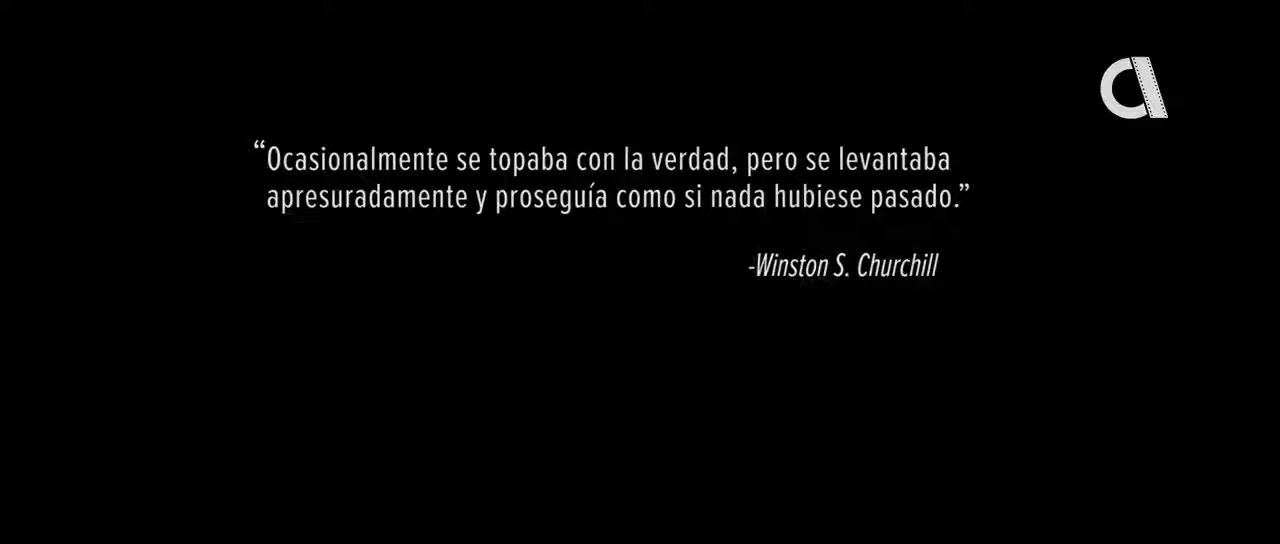 “Ocasionalmente se topaba con la verdad, pero se levantaba
apresuradamente y proseguía como si nada hubiese pasado.”
-Winston S. Churchill